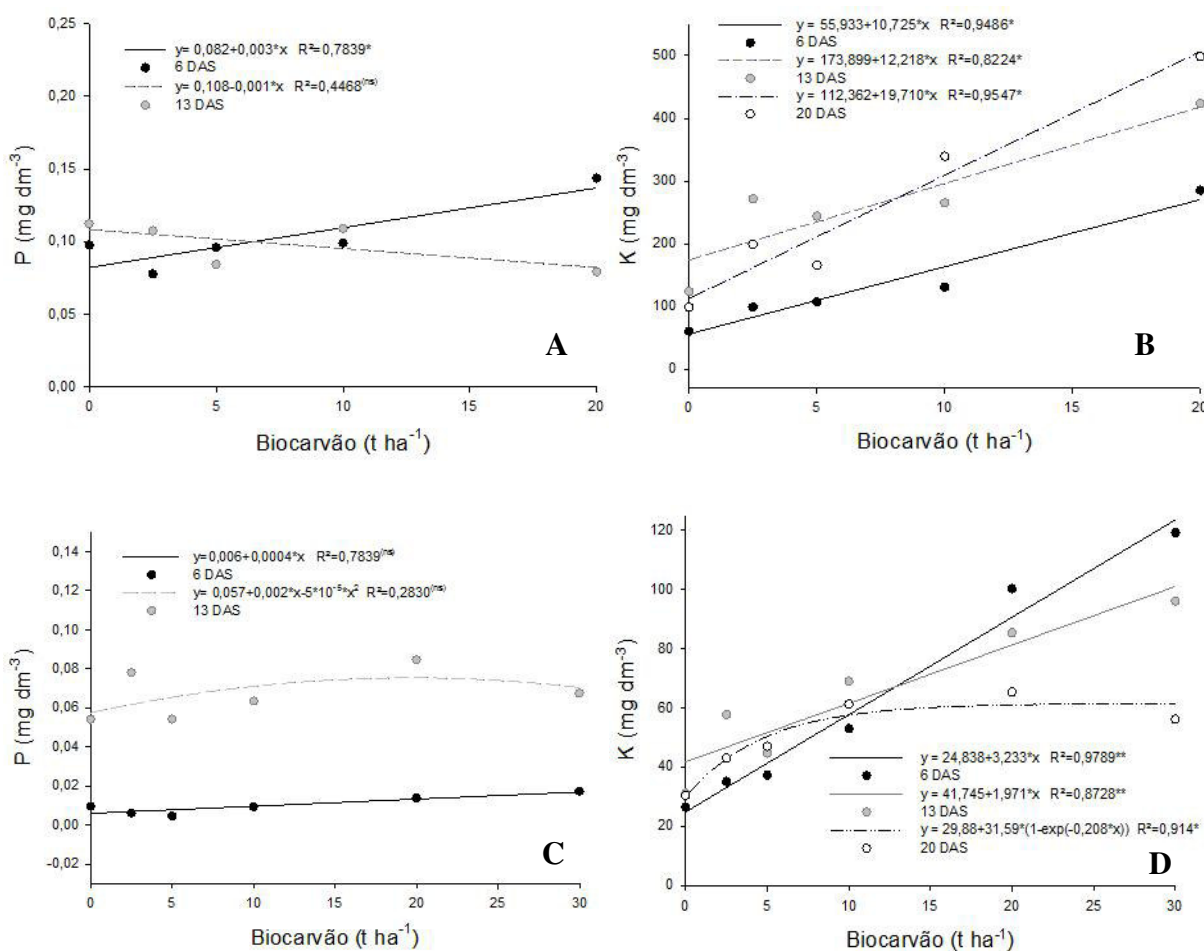 0,25
0,20
0,15
0,10
0,05
0,00
P (mg dm⁻³)
y= 0,082+0,003*x R²=0,7839*
6 DAS
y= 0,108-0,001*x R²=0,4468⁽ⁿˢ⁾
13 DAS
A
0 5 10 15 20
Biocarvão (t ha⁻¹)
500
400
300
200
100
0
K (mg dm⁻³)
y = 55,933+10,725*x R²=0,9486*
6 DAS
y = 173,899+12,218*x R²=0,8224*
13 DAS
y = 112,362+19,710*x R²=0,9547*
20 DAS
B
0 5 10 15 20
Biocarvão (t ha⁻¹)
0,14
0,12
0,10
0,08
0,06
0,04
0,02
0,00
-0,02
P (mg dm⁻³)
y=0,006+0,0004*x R²=0,7839⁽ⁿˢ⁾
6 DAS
y= 0,057+0,002*x-5*10⁻⁵*x² R²=0,2830⁽ⁿˢ⁾
13 DAS
C
0 5 10 15 20 25 30
Biocarvão (t ha⁻¹)
120
100
80
60
40
20
0
K (mg dm⁻³)
y = 24,838+3,233*x R²=0,9789**
6 DAS
y = 41,745+1,971*x R²=0,8728**
13 DAS
y = 29,88+31,59*(1-exp(-0,208*x)) R²=0,914*
20 DAS
D
0 5 10 15 20 25 30
Biocarvão (t ha⁻¹)